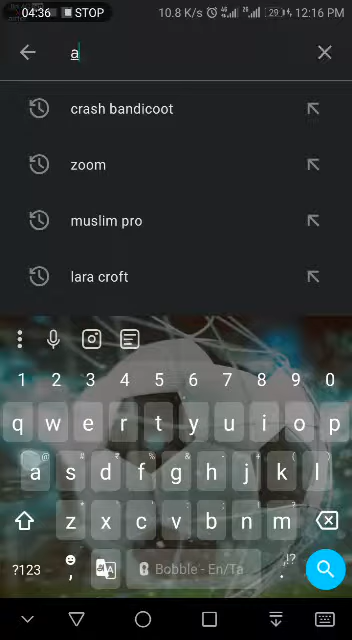 04:36 STOP 10.8 K/s 29 12:16 PM
a
crash bandicoot
zoom
muslim pro
lara croft
1 2 3 4 5 6 7 8 9 0
q w e r t y u i o p
a s d f g h j k l
z x c v b n m
?123 , Bobble - En/Ta .,!?